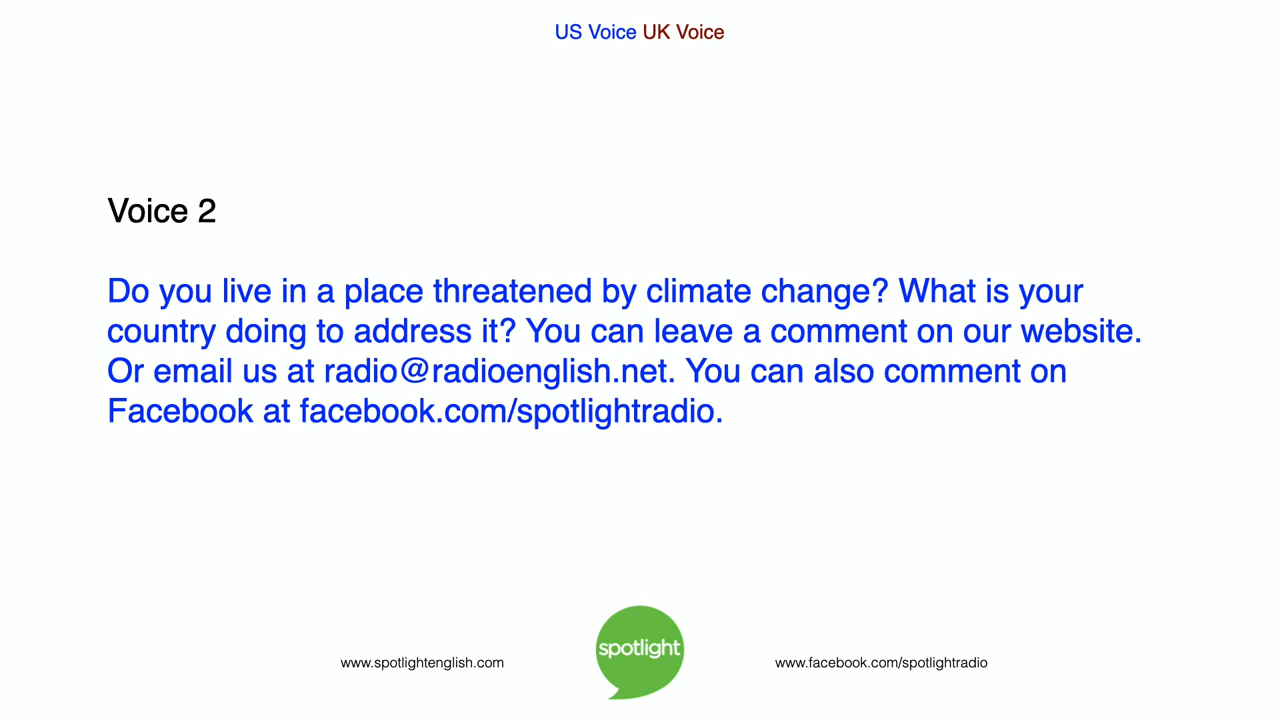 US Voice UK Voice
Voice 2
Do you live in a place threatened by climate change? What is your
country doing to address it? You can leave a comment on our website.
Or email us at radio@radioenglish.net. You can also comment on
Facebook at facebook.com/spotlightradio.
spotlight
www.spotlightenglish.com
www.facebook.com/spotlightradio